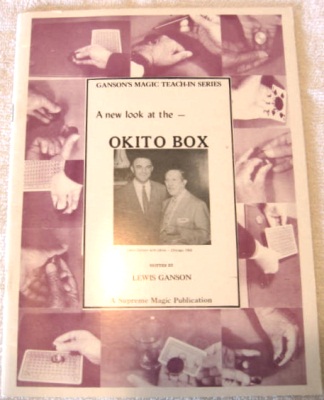 GANSON'S MAGIC TEACH-IN SERIES
A new look at the —
OKITO BOX
LEWIS GANSON
A Supreme Magic Publication